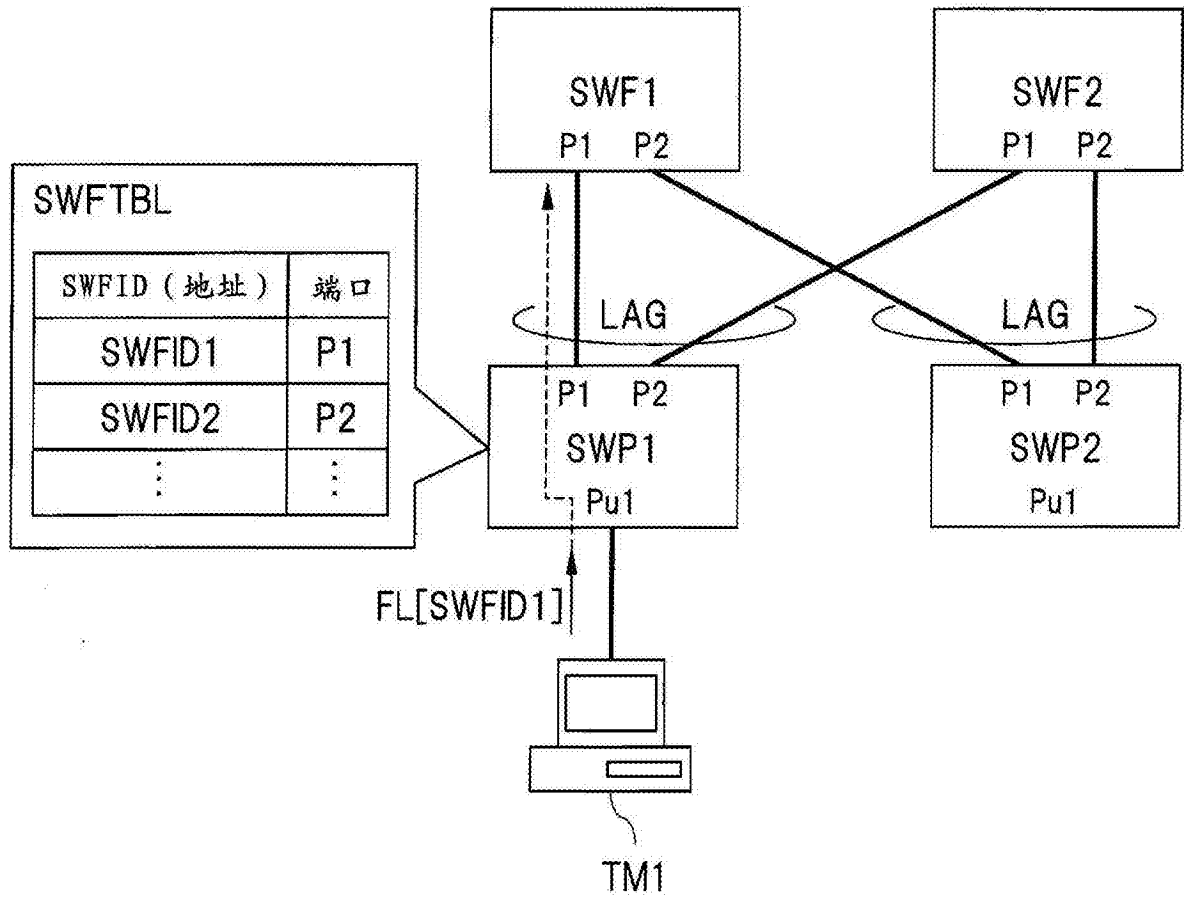 SWF1
P1 P2
SWF2
P1 P2
SWFTBL
SWFID（地址） 端口
SWFID1 P1
SWFID2 P2
⋮ ⋮
LAG
LAG
P1 P2
SWP1
Pu1
P1 P2
SWP2
Pu1
FL[SWFID1]
TM1